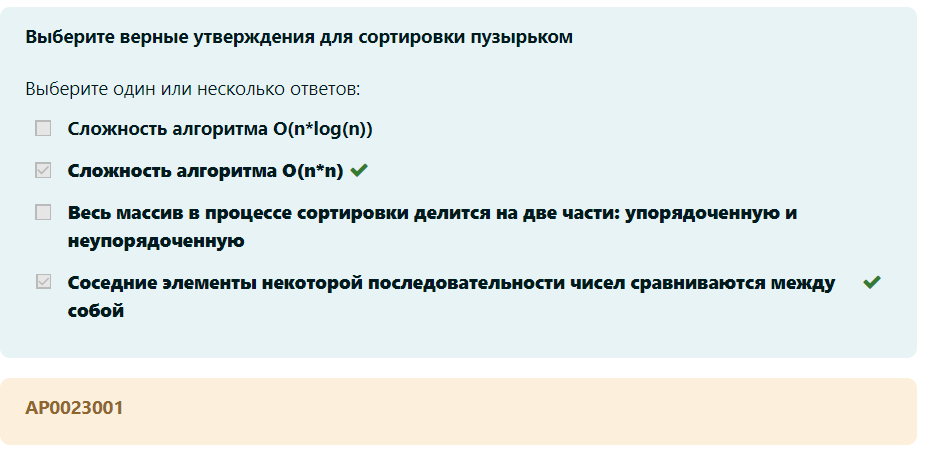 Выберите верные утверждения для сортировки пузырьком
Выберите один или несколько ответов:
Сложность алгоритма O(n*log(n))
Сложность алгоритма O(n*n)
Весь массив в процессе сортировки делится на две части: упорядоченную и
неупорядоченную
Соседние элементы некоторой последовательности чисел сравниваются между
собой
AP0023001